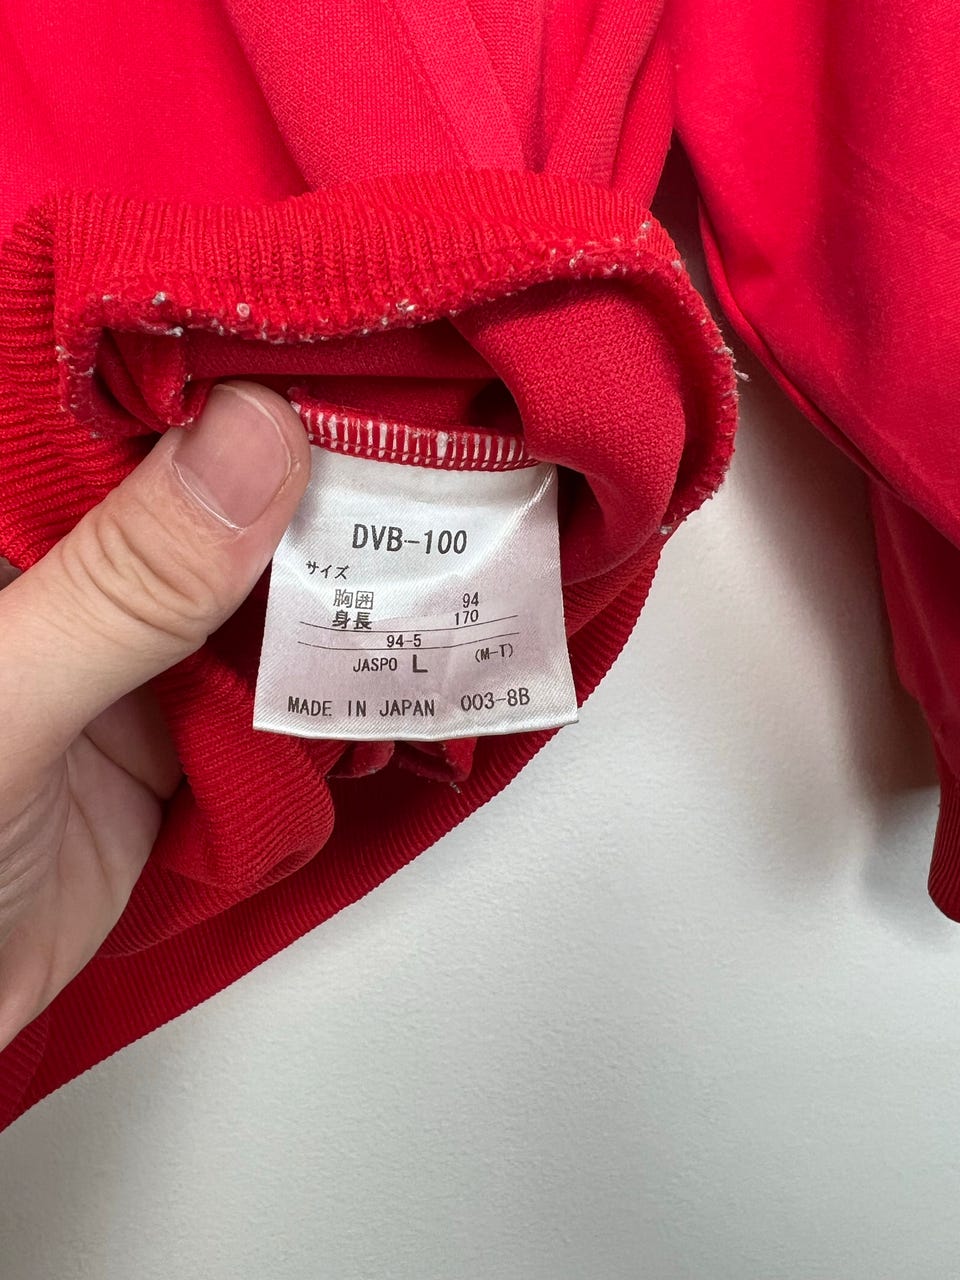 DVB-100
サイズ
胸囲 94
身長 170
94-5
JASPO L (M-T)
MADE IN JAPAN 003-8B